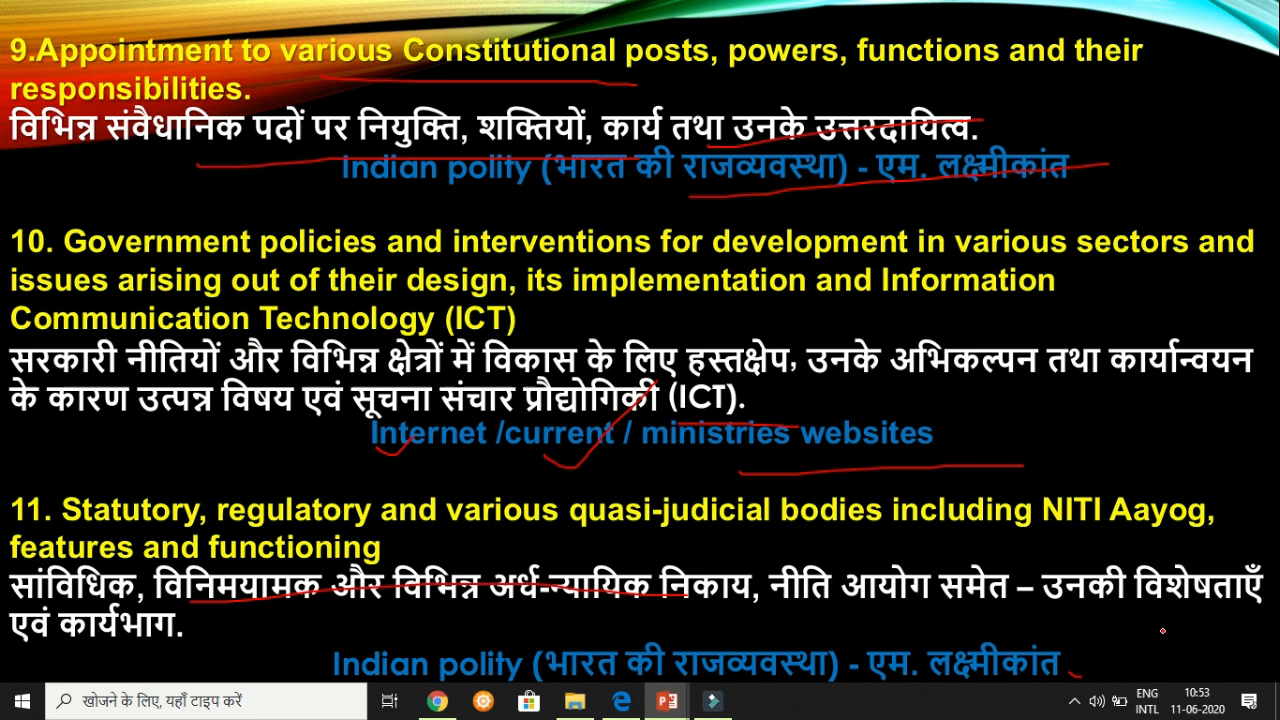 9.Appointment to various Constitutional posts, powers, functions and their
responsibilities.
विभिन्न संवैधानिक पदों पर नियुक्ति, शक्तियों, कार्य तथा उनके उत्तरदायित्व.
Indian polity (भारत की राजव्यवस्था) - एम. लक्ष्मीकांत
10. Government policies and interventions for development in various sectors and
issues arising out of their design, its implementation and Information
Communication Technology (ICT)
सरकारी नीतियों और विभिन्न क्षेत्रों में विकास के लिए हस्तक्षेप, उनके अभिकल्पन तथा कार्यान्वयन
के कारण उत्पन्न विषय एवं सूचना संचार प्रौद्योगिकी (ICT).
Internet /current / ministries websites
11. Statutory, regulatory and various quasi-judicial bodies including NITI Aayog,
features and functioning
सांविधिक, विनिमयामक और विभिन्न अर्ध-न्यायिक निकाय, नीति आयोग समेत – उनकी विशेषताएँ
एवं कार्यभाग.
Indian polity (भारत की राजव्यवस्था) - एम. लक्ष्मीकांत
खोजने के लिए, यहाँ टाइप करें
ENG 10:53
INTL 11-06-2020